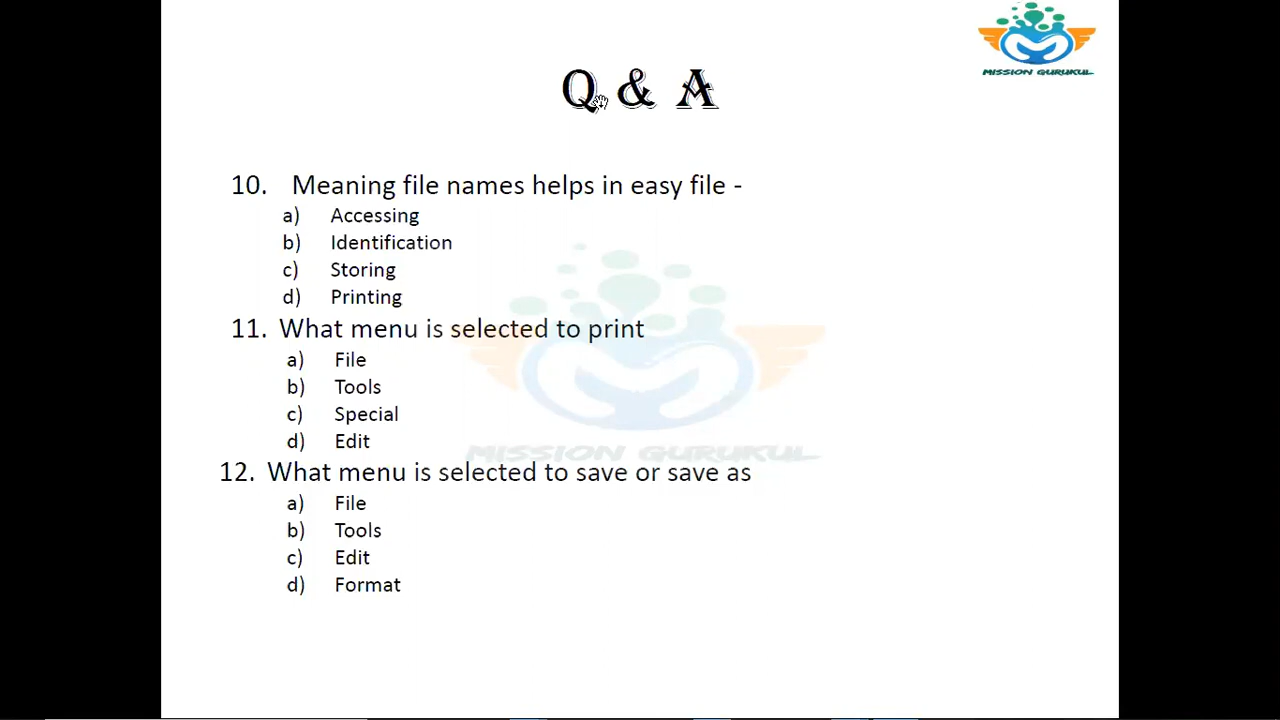 MISSION GURUKUL
Q & A
10. Meaning file names helps in easy file -
a) Accessing
b) Identification
c) Storing
d) Printing
11. What menu is selected to print
a) File
b) Tools
c) Special
d) Edit
MISSION GURUKUL
12. What menu is selected to save or save as
a) File
b) Tools
c) Edit
d) Format